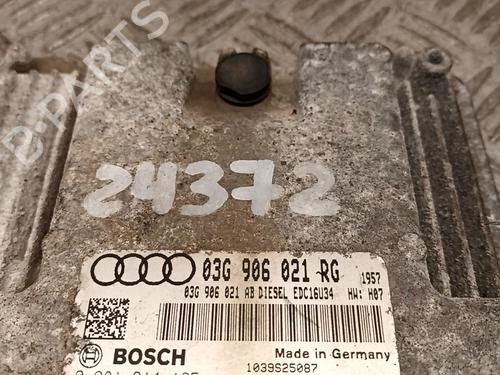 B-PARTS
24372
03G 906 021 RG 1957
03G 906 021 AB DIESEL EDC16U34 HW: H07
BOSCH Made in Germany
1039S25087